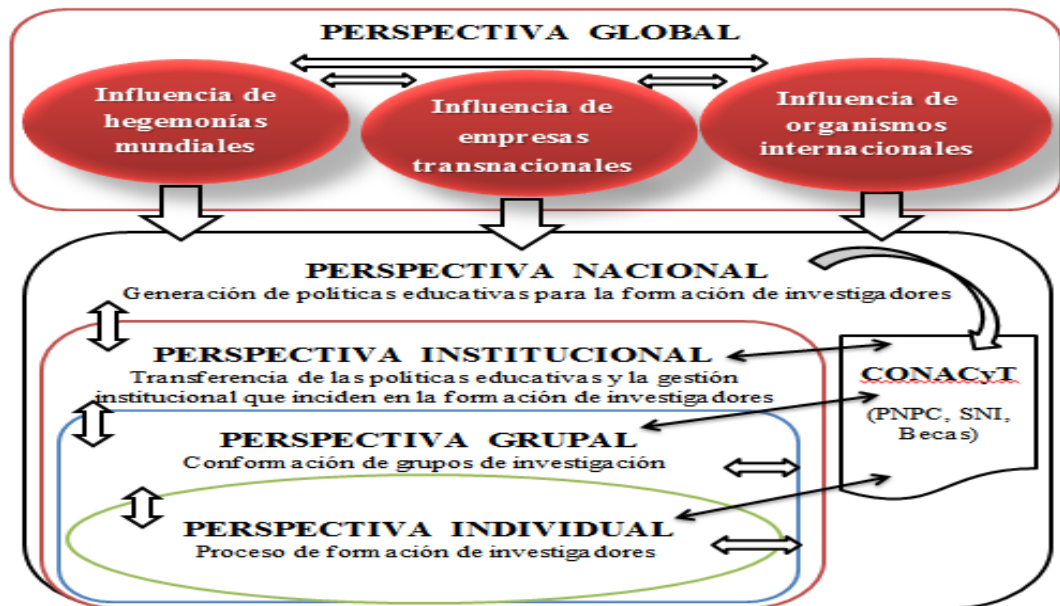 PERSPECTIVA GLOBAL
Influencia de
hegemonías
mundiales
Influencia de
empresas
transnacionales
Influencia de
organismos
internacionales
PERSPECTIVA NACIONAL
Generación de políticas educativas para la formación de investigadores
PERSPECTIVA INSTITUCIONAL
Transferencia de las políticas educativas y la gestión
institucional que inciden en la formación de investigadores
CONACyT
(PNPC, SNI,
Becas)
PERSPECTIVA GRUPAL
Conformación de grupos de investigación
PERSPECTIVA INDIVIDUAL
Proceso de formación de investigadores